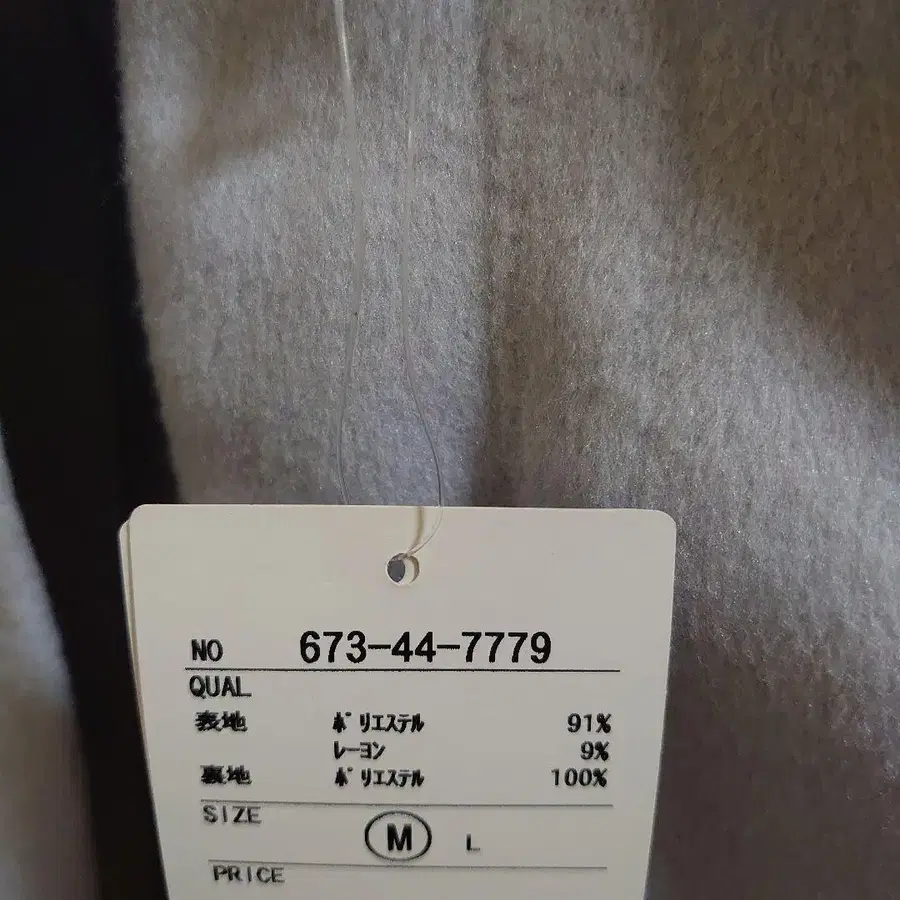 NO 673-44-7779
QUAL
表地 ポリエステル 91%
レーヨン 9%
裏地 ポリエステル 100%
SIZE
M L
PRICE